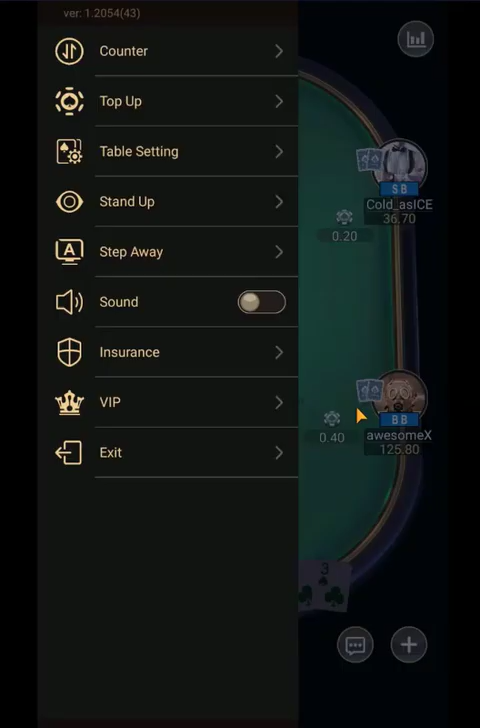 ver: 1.2054(43)
Counter
Top Up
Table Setting
Stand Up
A
Step Away
Sound
Insurance
VIP
Exit
SB
Cold_asICE
36.70
0.20
BB
awesomeX
125.80
0.40
3